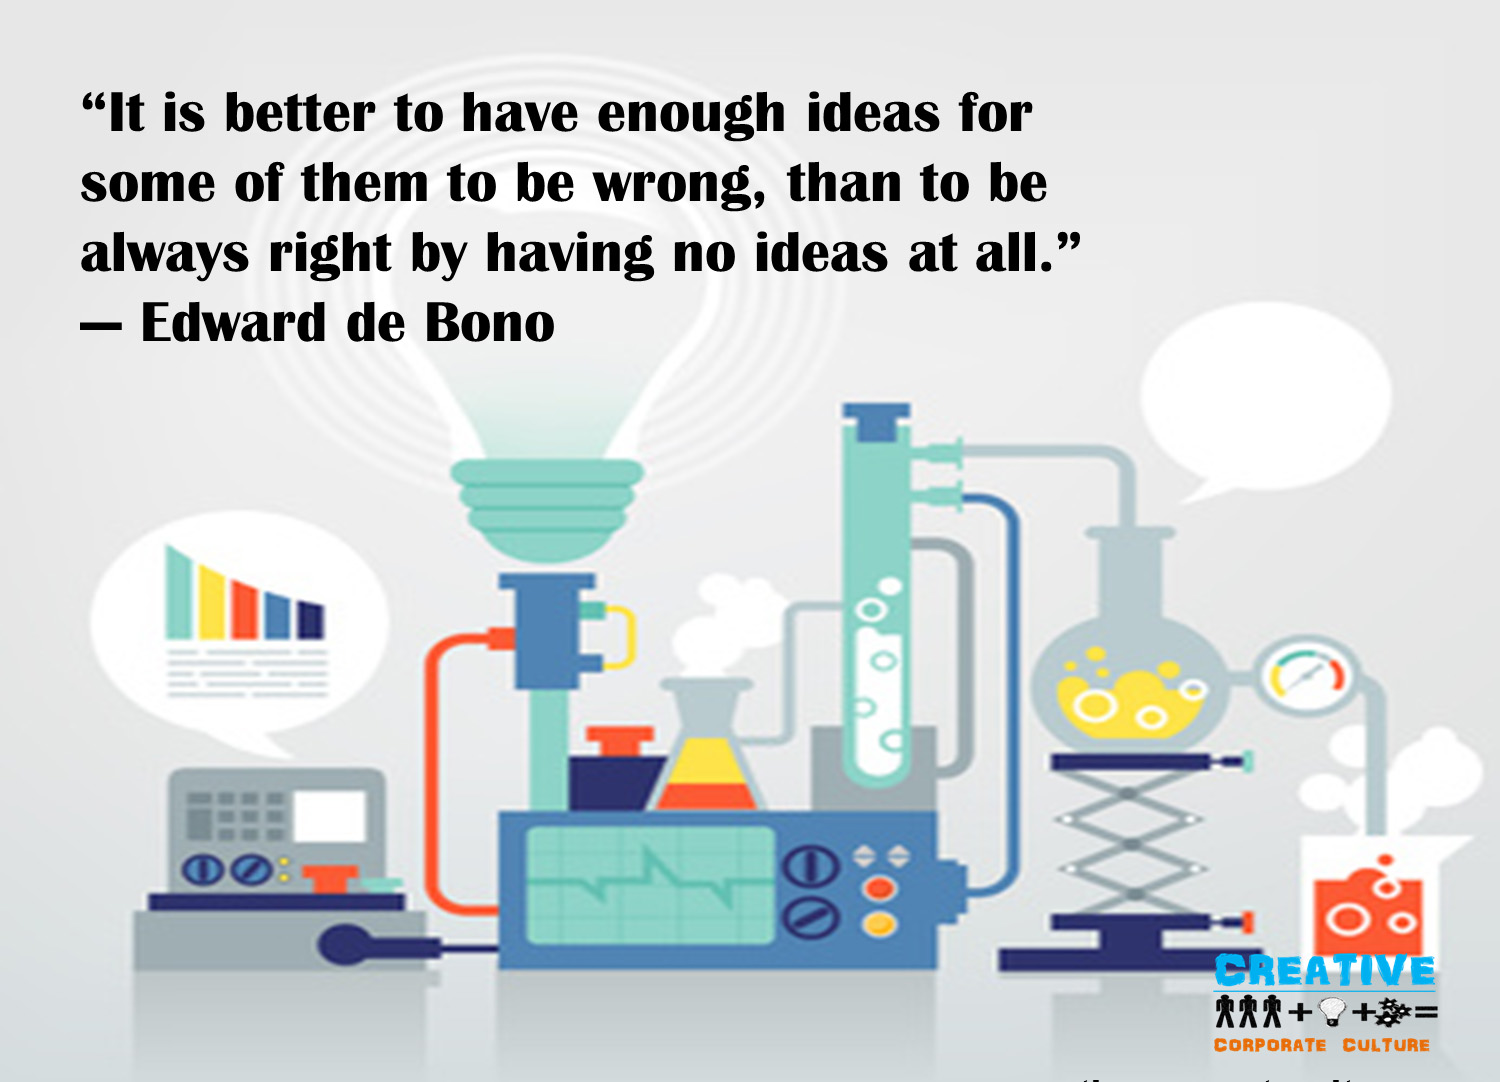 “It is better to have enough ideas for
some of them to be wrong, than to be
always right by having no ideas at all.”
— Edward de Bono
CREATIVE
+ + =
CORPORATE CULTURE